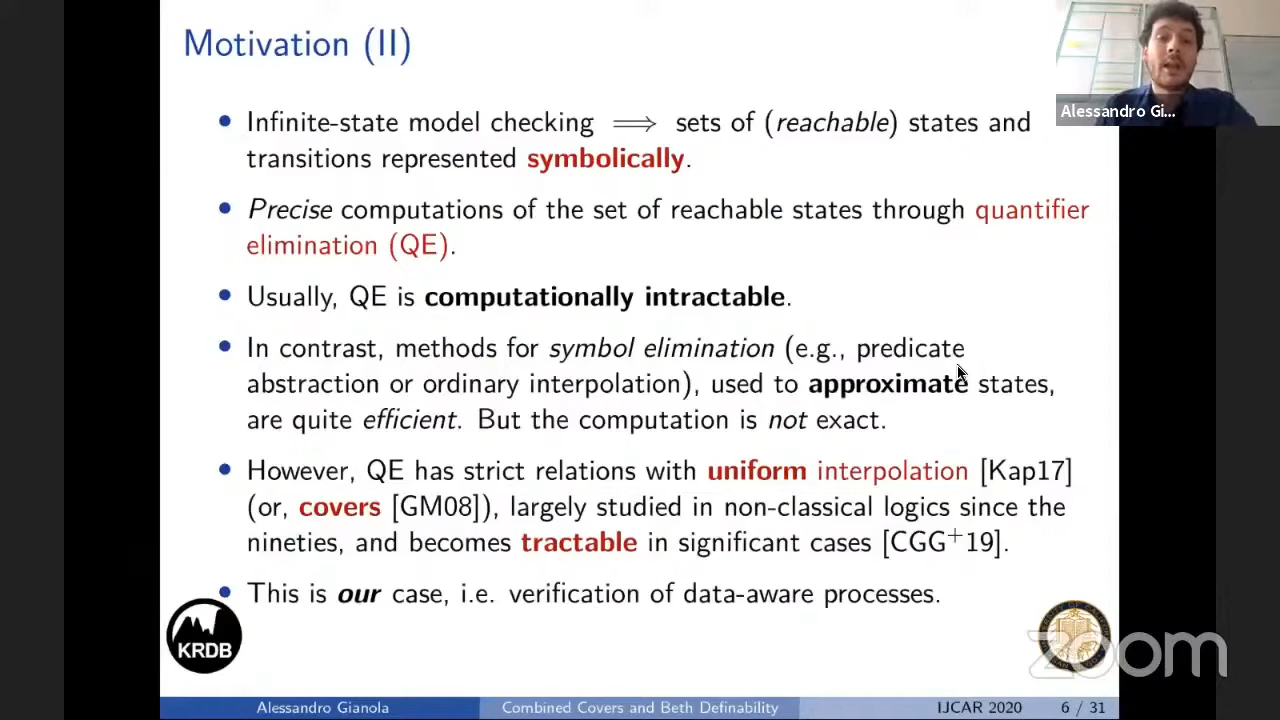 Motivation (II)
Alessandro Gi...
• Infinite-state model checking ⟹ sets of (reachable) states and
transitions represented symbolically.
• Precise computations of the set of reachable states through quantifier
elimination (QE).
• Usually, QE is computationally intractable.
• In contrast, methods for symbol elimination (e.g., predicate
abstraction or ordinary interpolation), used to approximate states,
are quite efficient. But the computation is not exact.
• However, QE has strict relations with uniform interpolation [Kap17]
(or, covers [GM08]), largely studied in non-classical logics since the
nineties, and becomes tractable in significant cases [CGG+19].
• This is our case, i.e. verification of data-aware processes.
KRDB
zoom
Alessandro Gianola
Combined Covers and Beth Definability
IJCAR 2020
6 / 31